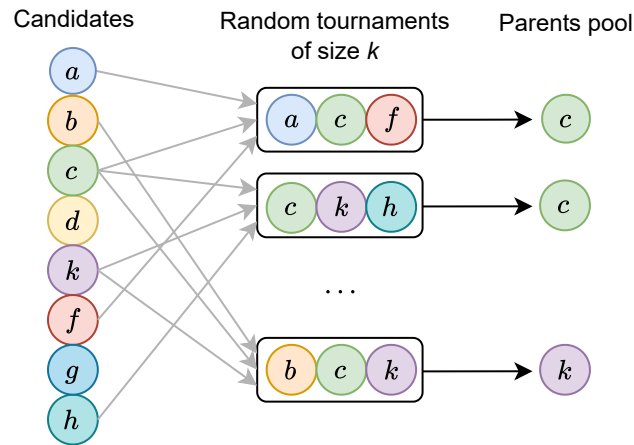 Candidates
Random tournaments
of size k
Parents pool
a
b
c
d
k
f
g
h
a c f
c
c k h
c
...
b c k
k